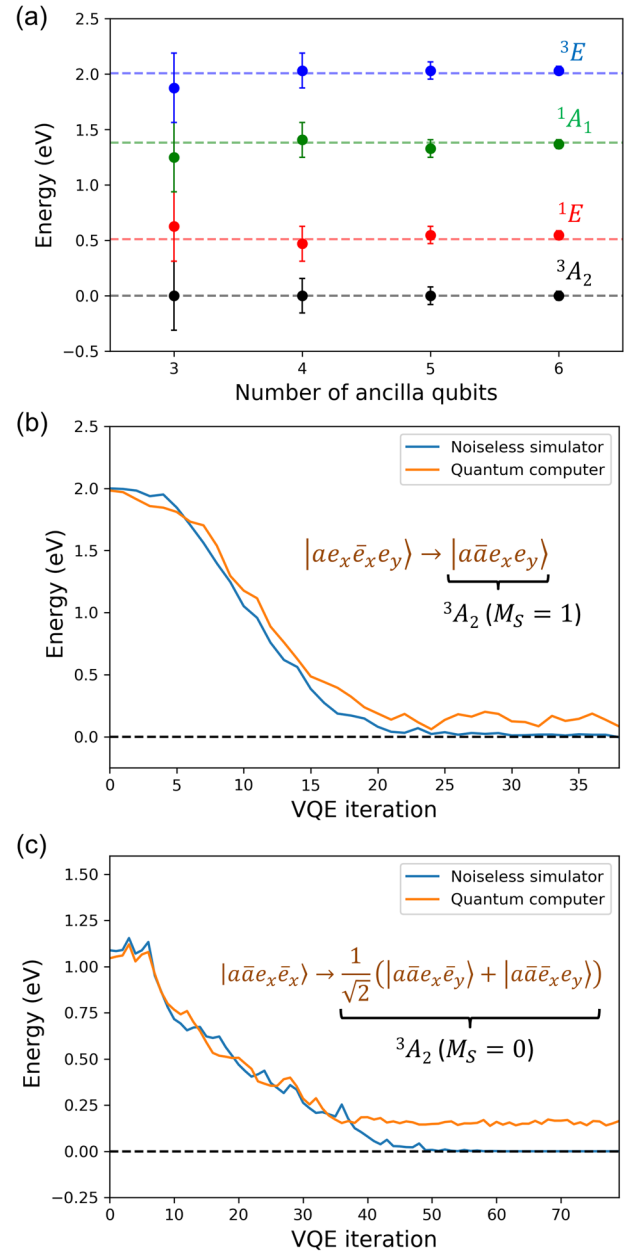 (a)
2.5
2.0
1.5
1.0
0.5
0.0
−0.5
Energy (eV)
³E
¹A₁
¹E
³A₂
3 4 5 6
Number of ancilla qubits
(b)
2.5
2.0
1.5
1.0
0.5
0.0
Energy (eV)
Noiseless simulator
Quantum computer
|aeₓēₓe_y⟩ → |aāeₓe_y⟩
³A₂ (M_S = 1)
0 5 10 15 20 25 30 35
VQE iteration
(c)
1.50
1.25
1.00
0.75
0.50
0.25
0.00
−0.25
Energy (eV)
Noiseless simulator
Quantum computer
|aāeₓēₓ⟩ → 1/√2 (|aāeₓē_y⟩ + |aāēₓe_y⟩)
³A₂ (M_S = 0)
0 10 20 30 40 50 60 70
VQE iteration